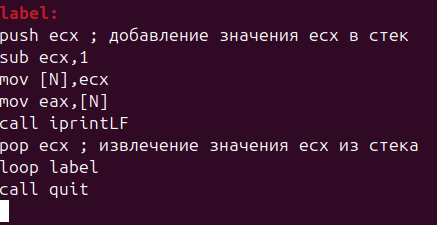 label:
push ecx ; добавление значения ecx в стек
sub ecx,1
mov [N],ecx
mov eax,[N]
call iprintLF
pop ecx ; извлечение значения ecx из стека
loop label
call quit